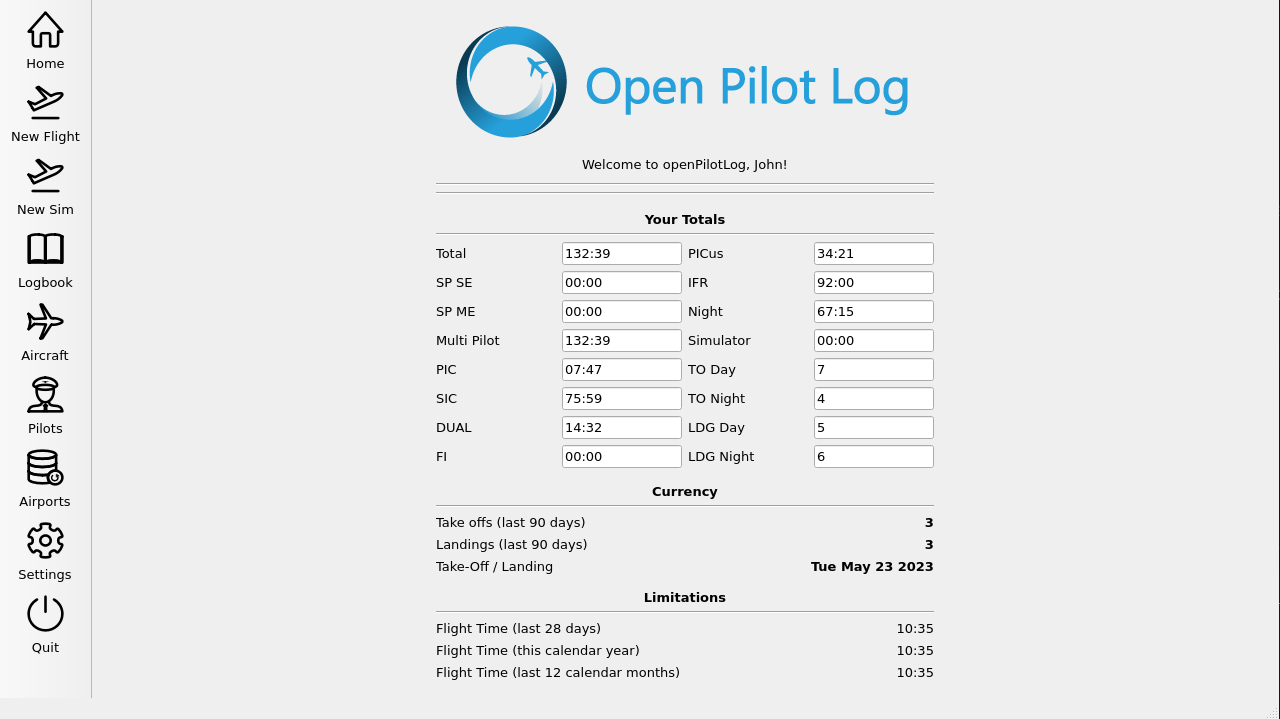 Home
New Flight
New Sim
Logbook
Aircraft
Pilots
Airports
Settings
Quit
Open Pilot Log
Welcome to openPilotLog, John!
Your Totals
Total 132:39 PICus 34:21
SP SE 00:00 IFR 92:00
SP ME 00:00 Night 67:15
Multi Pilot 132:39 Simulator 00:00
PIC 07:47 TO Day 7
SIC 75:59 TO Night 4
DUAL 14:32 LDG Day 5
FI 00:00 LDG Night 6
Currency
Take offs (last 90 days) 3
Landings (last 90 days) 3
Take-Off / Landing Tue May 23 2023
Limitations
Flight Time (last 28 days) 10:35
Flight Time (this calendar year) 10:35
Flight Time (last 12 calendar months) 10:35